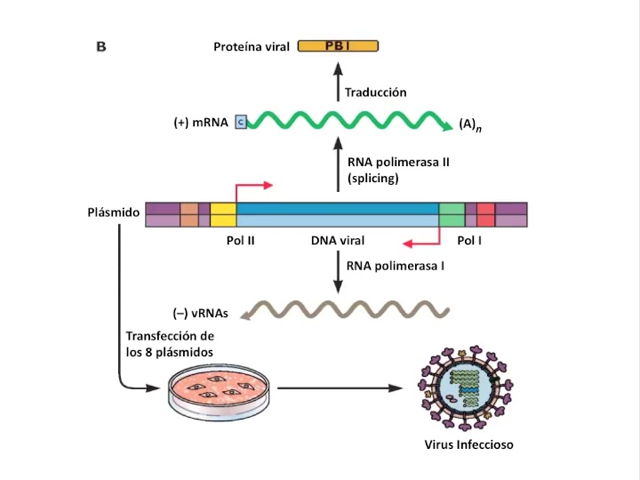 B
Proteína viral
PB1
Traducción
(+) mRNA
c
(A)n
RNA polimerasa II
(splicing)
Plásmido
Pol II
DNA viral
Pol I
RNA polimerasa I
(–) vRNAs
Transfección de
los 8 plásmidos
Virus Infeccioso